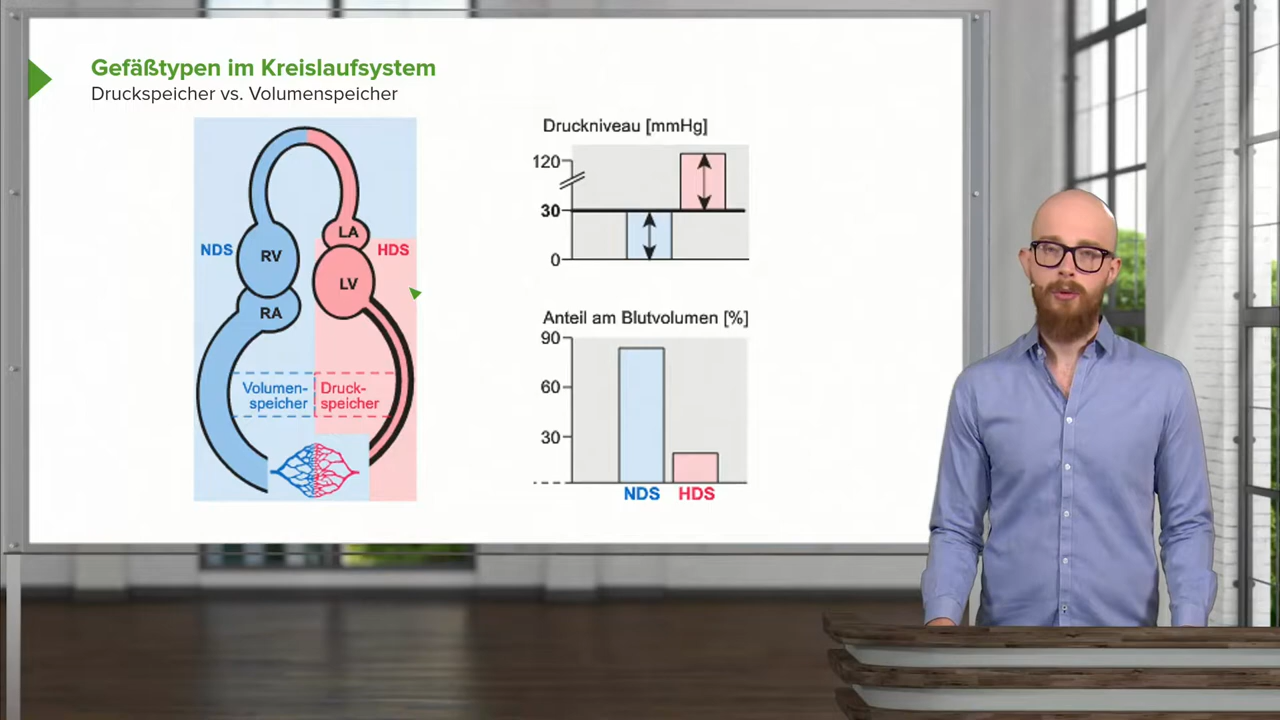 Gefäßtypen im Kreislaufsystem
Druckspeicher vs. Volumenspeicher
NDS
RV
RA
LA
LV
HDS
Volumen-
speicher
Druck-
speicher
Druckniveau [mmHg]
120
30
0
Anteil am Blutvolumen [%]
90
60
30
NDS
HDS